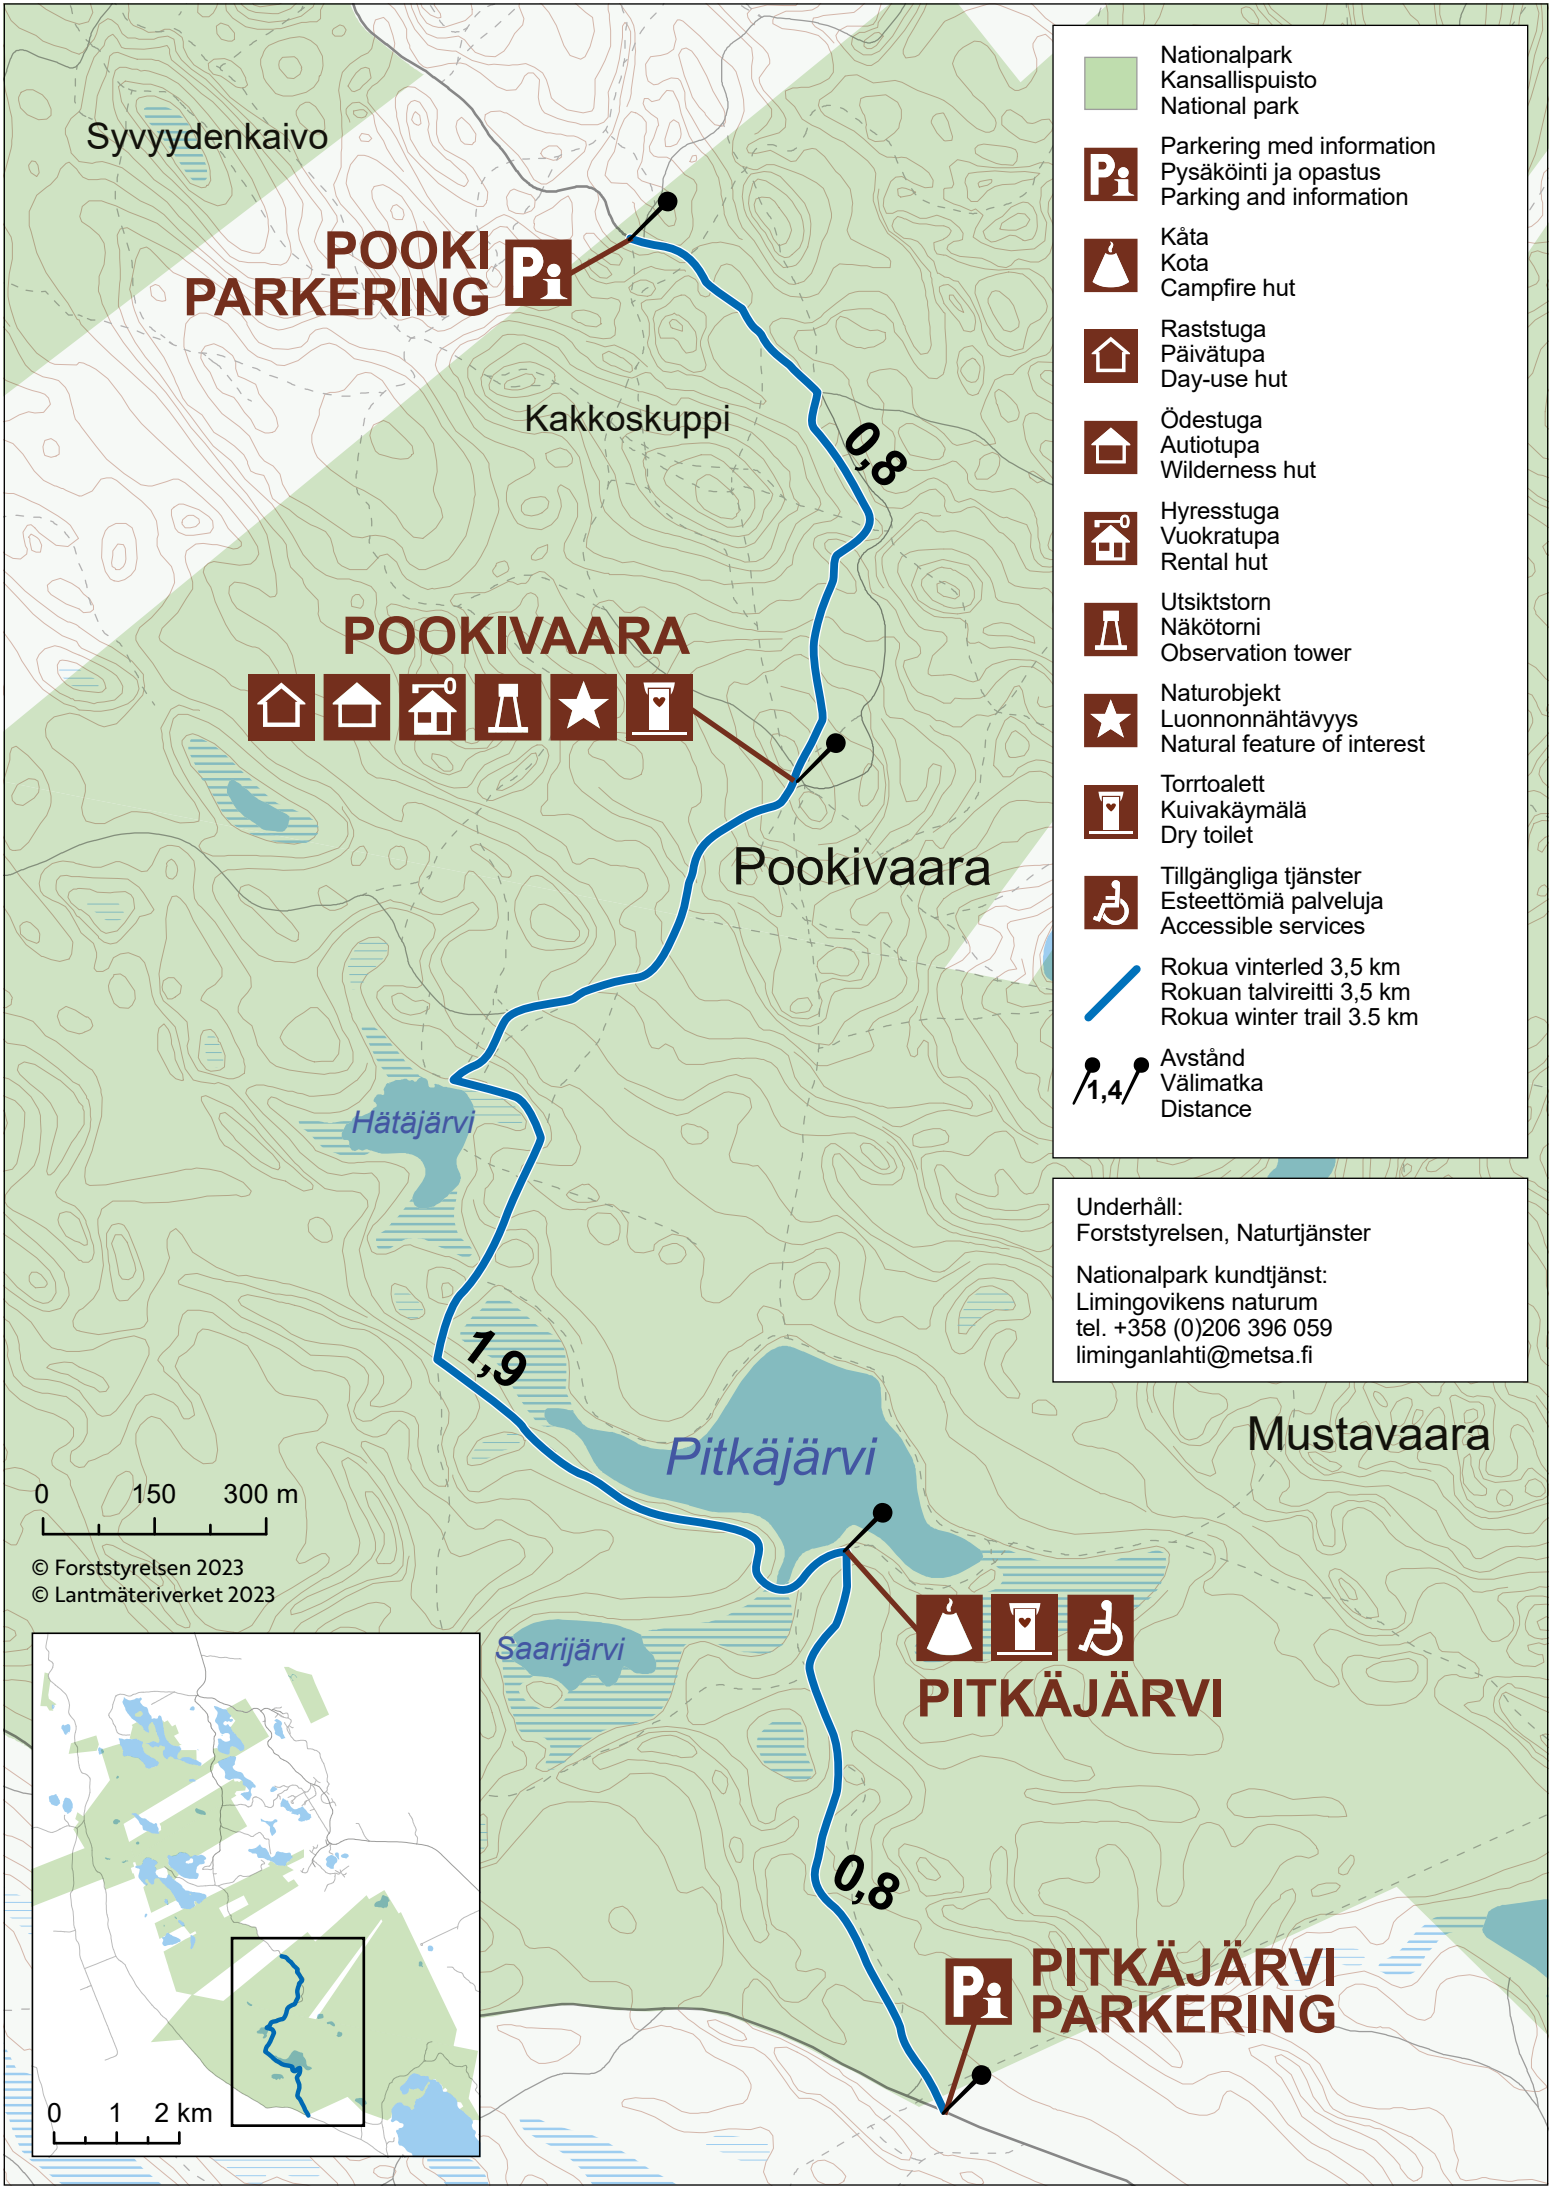 Syvyydenkaivo
POOKI
PARKERING
Pi
Kakkoskuppi
0,8
POOKIVAARA
Pookivaara
Hätäjärvi
1,9
Pitkäjärvi
Mustavaara
0 150 300 m
© Forststyrelsen 2023
© Lantmäteriverket 2023
Saarijärvi
PITKÄJÄRVI
0,8
Pi
PITKÄJÄRVI
PARKERING
0 1 2 km
Nationalpark
Kansallispuisto
National park
Pi
Parkering med information
Pysäköinti ja opastus
Parking and information
Kåta
Kota
Campfire hut
Raststuga
Päivätupa
Day-use hut
Ödestuga
Autiotupa
Wilderness hut
Hyresstuga
Vuokratupa
Rental hut
Utsiktstorn
Näkötorni
Observation tower
Naturobjekt
Luonnonnähtävyys
Natural feature of interest
Torrtoalett
Kuivakäymälä
Dry toilet
Tillgängliga tjänster
Esteettömiä palveluja
Accessible services
Rokua vinterled 3,5 km
Rokuan talvireitti 3,5 km
Rokua winter trail 3.5 km
1,4
Avstånd
Välimatka
Distance
Underhåll:
Forststyrelsen, Naturtjänster
Nationalpark kundtjänst:
Limingovikens naturum
tel. +358 (0)206 396 059
liminganlahti@metsa.fi